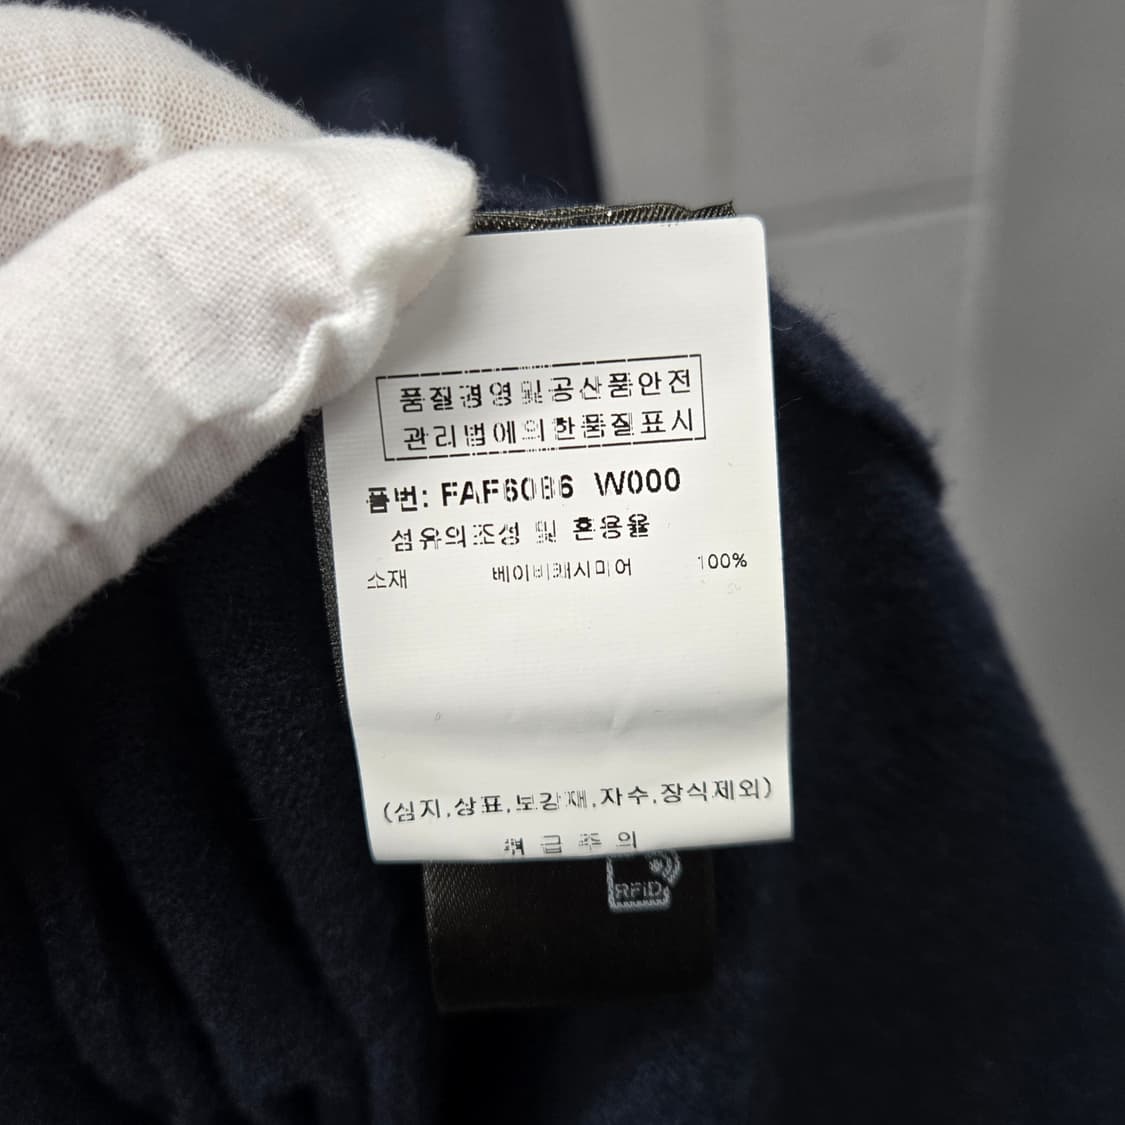 품질경영및공산품안전
관리법에의한품질표시
품번: FAF6086 W000
섬유의조성 및 혼용율
소재 베이비캐시미어 100%
(심지,상표,보강재,자수,장식제외)
취급주의
RFiD